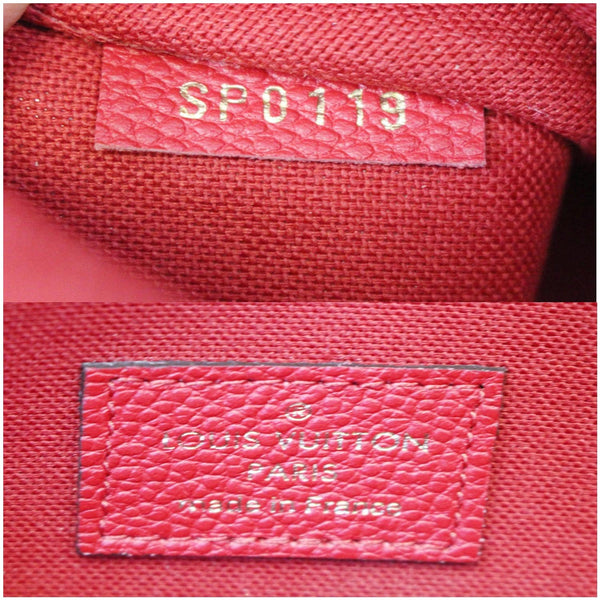 SP0119
LOUIS VUITTON
PARIS
made in France